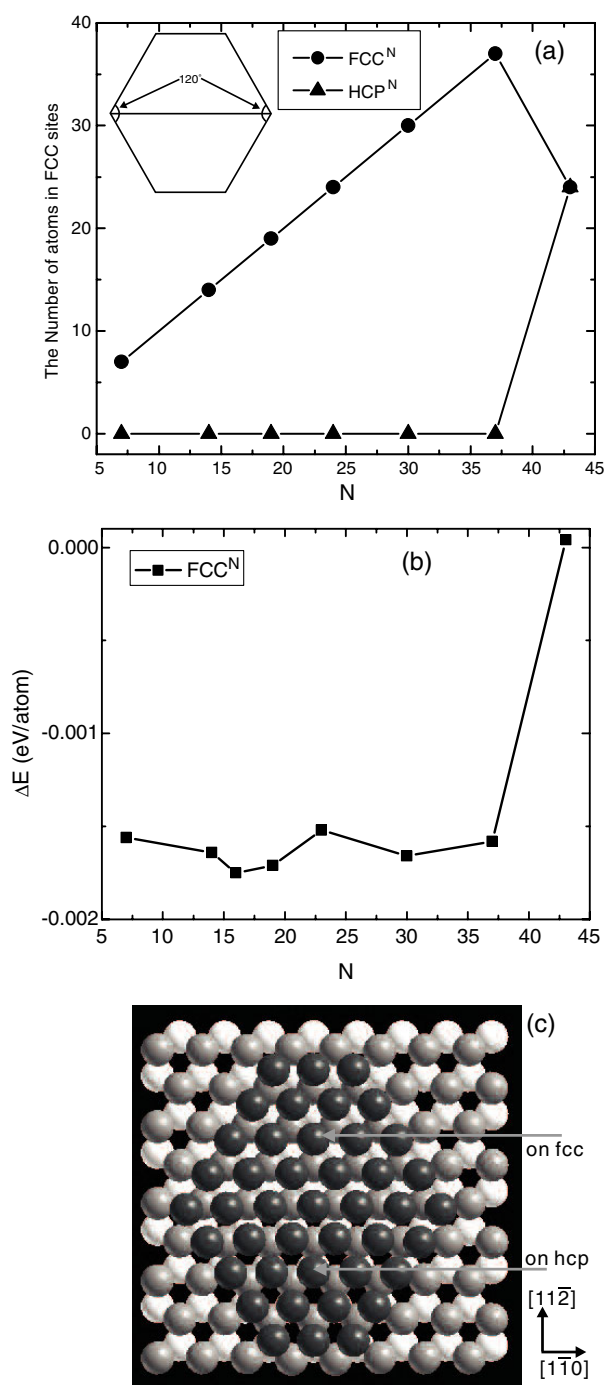 40
30
20
10
0
The Number of atoms in FCC sites
120°
FCC^N
HCP^N
(a)
5 10 15 20 25 30 35 40 45
N
0.000
-0.001
-0.002
ΔE (eV/atom)
FCC^N
(b)
5 10 15 20 25 30 35 40 45
N
(c)
on fcc
on hcp
[112̄]
[11̄0]